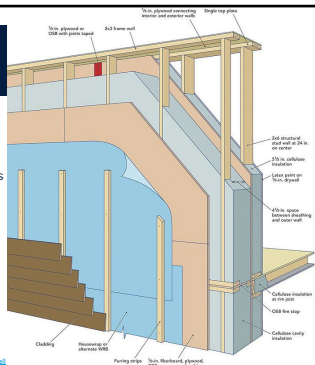 ½-in. plywood connecting
interior and exterior walls
Single top plate
½-in. plywood or
OSB with joints taped
2x3 frame wall
2x6 structural
stud wall at 24 in.
on center
5½ in. cellulose
insulation
Latex paint on
½-in. drywall
4½-in. space
between sheathing
and outer wall
Cellulose insulation
at rim joist
OSB fire stop
Cellulose cavity
insulation
Cladding
Housewrap or
alternate WRB
Furring strips
½-in. fiberboard, plywood,